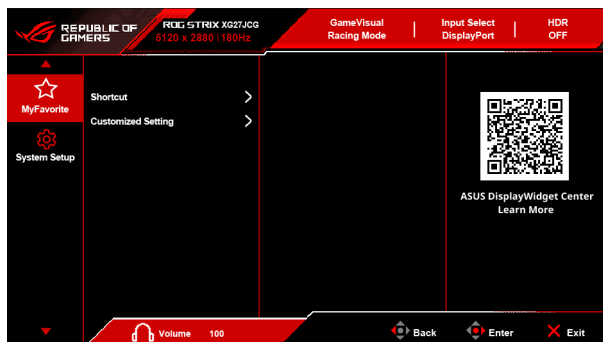 REPUBLIC OF
GAMERS
ROG STRIX XG27JCG
5120 x 2880 | 180Hz
GameVisual
Racing Mode
Input Select
DisplayPort
HDR
OFF
MyFavorite
System Setup
Shortcut
Customized Setting
ASUS DisplayWidget Center
Learn More
Volume 100
Back
Enter
Exit